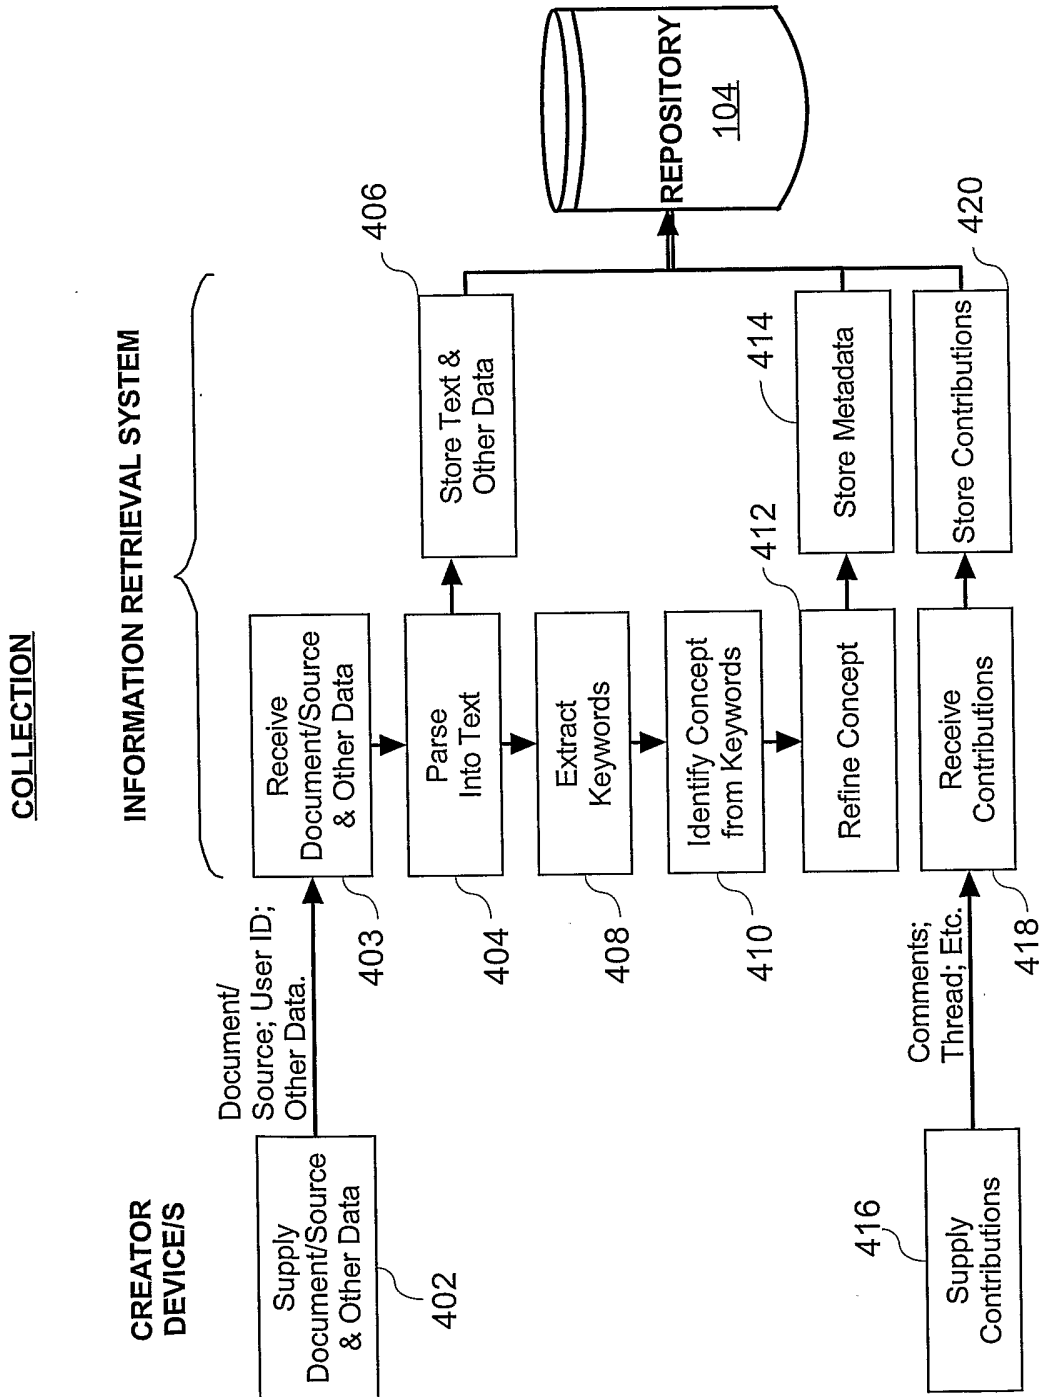 COLLECTION
CREATOR
DEVICE/S
INFORMATION RETRIEVAL SYSTEM
Supply
Document/Source
& Other Data
402
Document/
Source; User ID;
Other Data.
Receive
Document/Source
& Other Data
403
Parse
Into Text
404
Store Text &
Other Data
406
Extract
Keywords
408
Identify Concept
from Keywords
410
Refine Concept
412
Store Metadata
414
Supply
Contributions
416
Comments;
Thread; Etc.
Receive
Contributions
418
Store Contributions
420
REPOSITORY
104